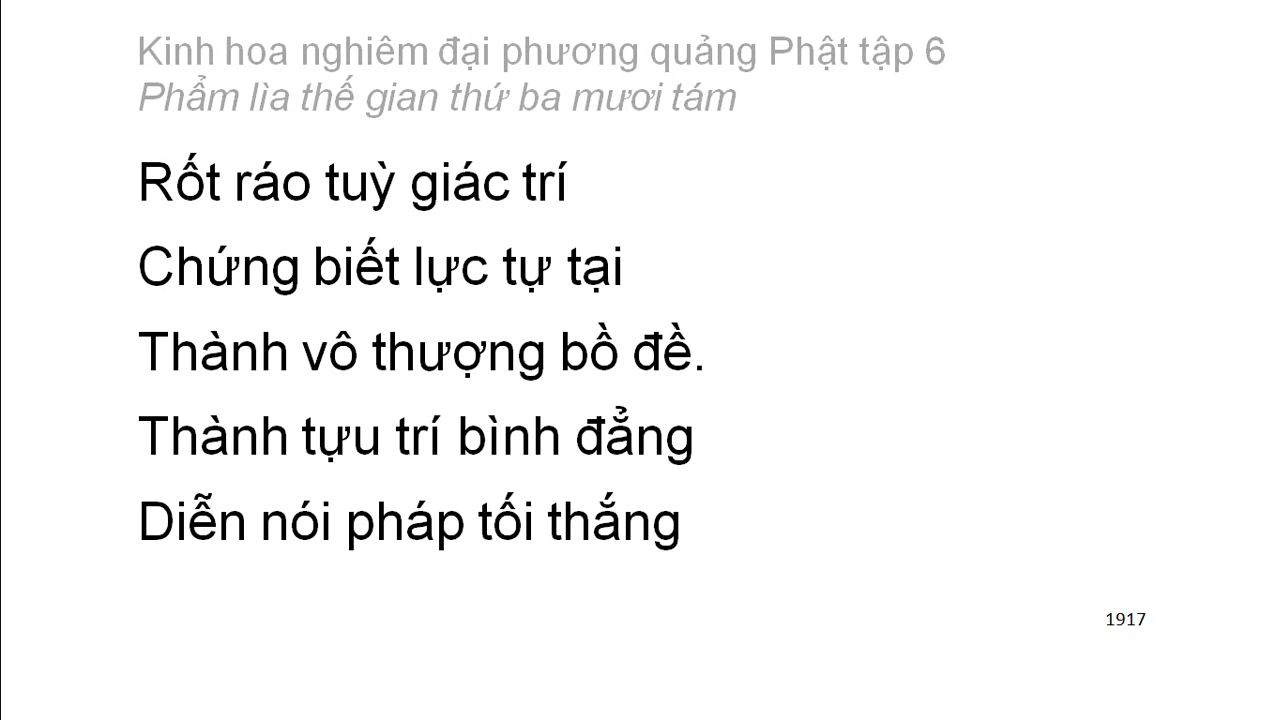 Kinh hoa nghiêm đại phương quảng Phật tập 6
Phẩm lìa thế gian thứ ba mươi tám
Rốt ráo tuỳ giác trí
Chứng biết lực tự tại
Thành vô thượng bồ đề.
Thành tựu trí bình đẳng
Diễn nói pháp tối thắng
1917